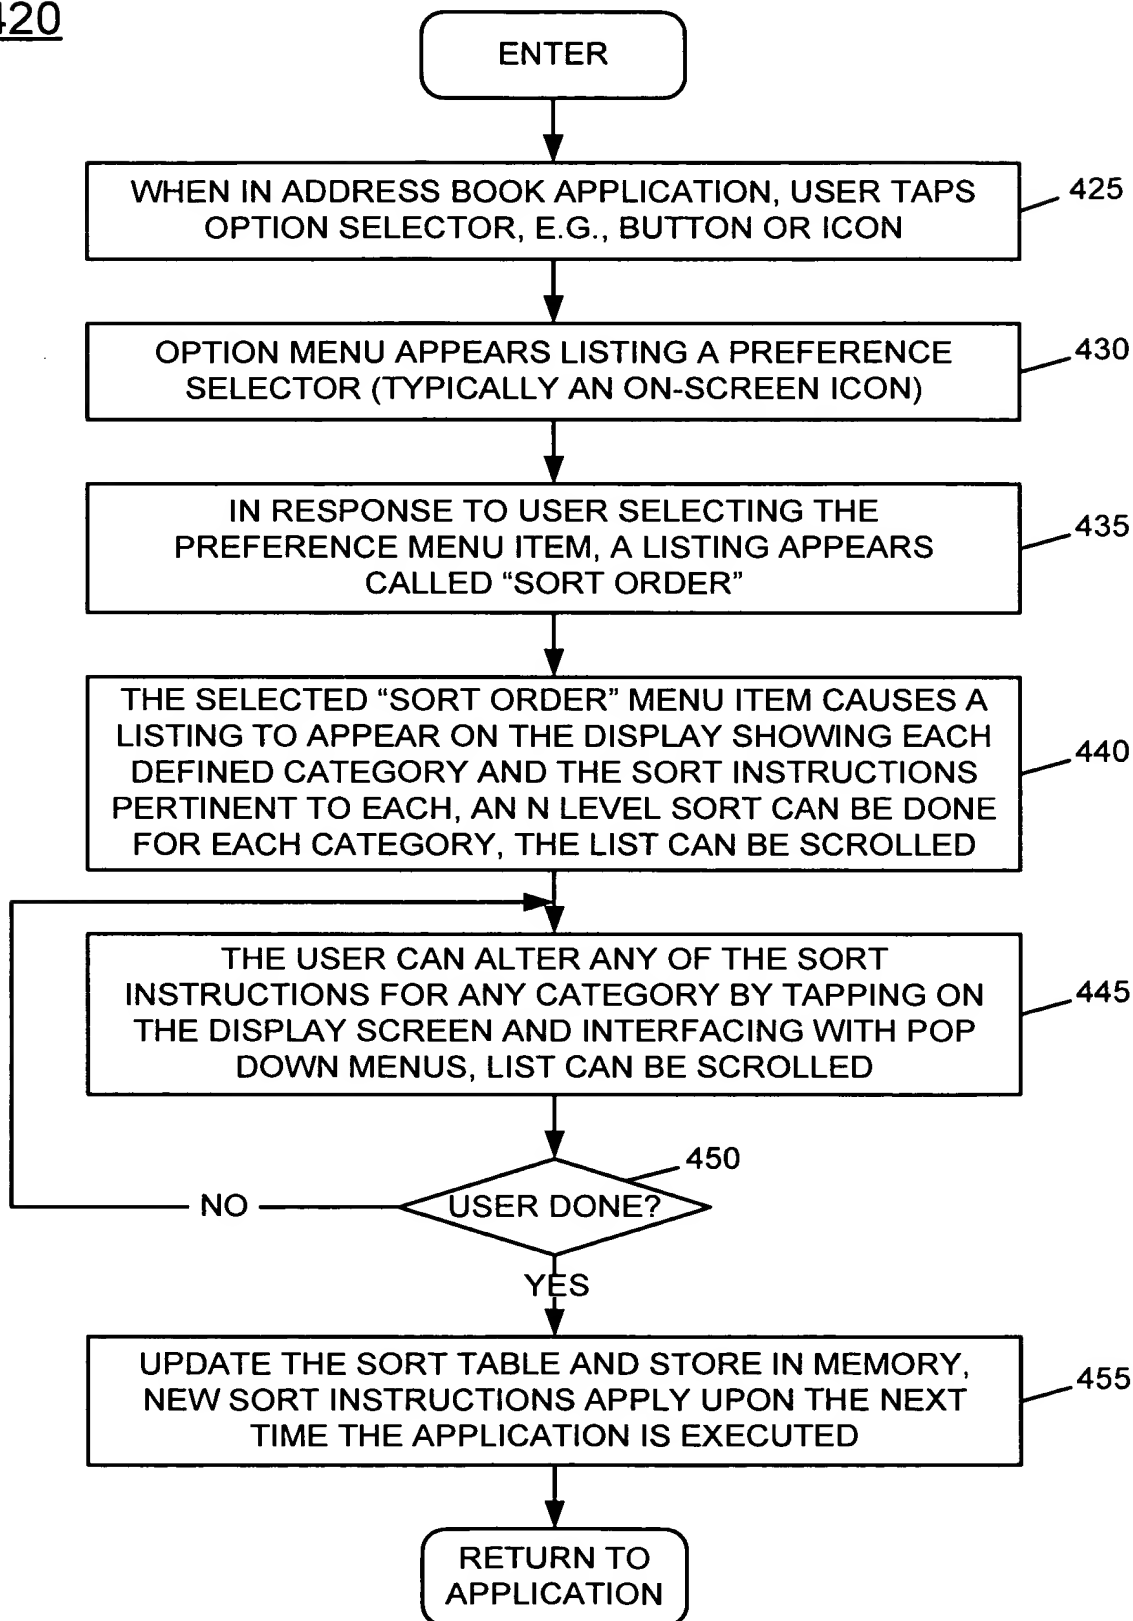 420
ENTER
WHEN IN ADDRESS BOOK APPLICATION, USER TAPS
OPTION SELECTOR, E.G., BUTTON OR ICON
425
OPTION MENU APPEARS LISTING A PREFERENCE
SELECTOR (TYPICALLY AN ON-SCREEN ICON)
430
IN RESPONSE TO USER SELECTING THE
PREFERENCE MENU ITEM, A LISTING APPEARS
CALLED “SORT ORDER”
435
THE SELECTED “SORT ORDER” MENU ITEM CAUSES A
LISTING TO APPEAR ON THE DISPLAY SHOWING EACH
DEFINED CATEGORY AND THE SORT INSTRUCTIONS
PERTINENT TO EACH, AN N LEVEL SORT CAN BE DONE
FOR EACH CATEGORY, THE LIST CAN BE SCROLLED
440
THE USER CAN ALTER ANY OF THE SORT
INSTRUCTIONS FOR ANY CATEGORY BY TAPPING ON
THE DISPLAY SCREEN AND INTERFACING WITH POP
DOWN MENUS, LIST CAN BE SCROLLED
445
450
NO
USER DONE?
YES
UPDATE THE SORT TABLE AND STORE IN MEMORY,
NEW SORT INSTRUCTIONS APPLY UPON THE NEXT
TIME THE APPLICATION IS EXECUTED
455
RETURN TO
APPLICATION